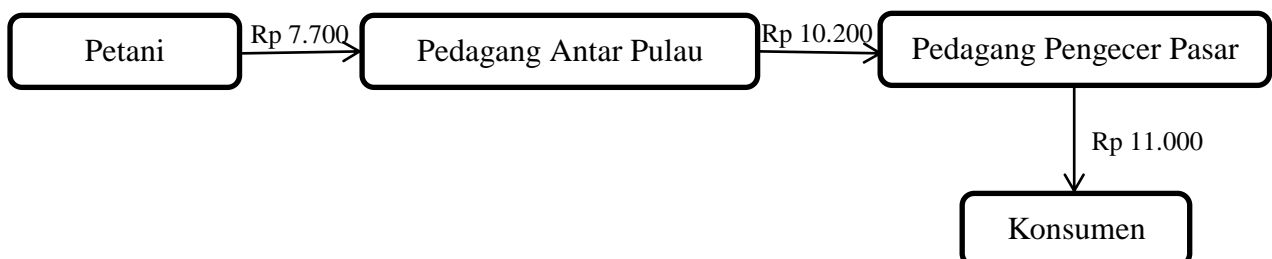 Petani
Rp 7.700
Pedagang Antar Pulau
Rp 10.200
Pedagang Pengecer Pasar
Rp 11.000
Konsumen